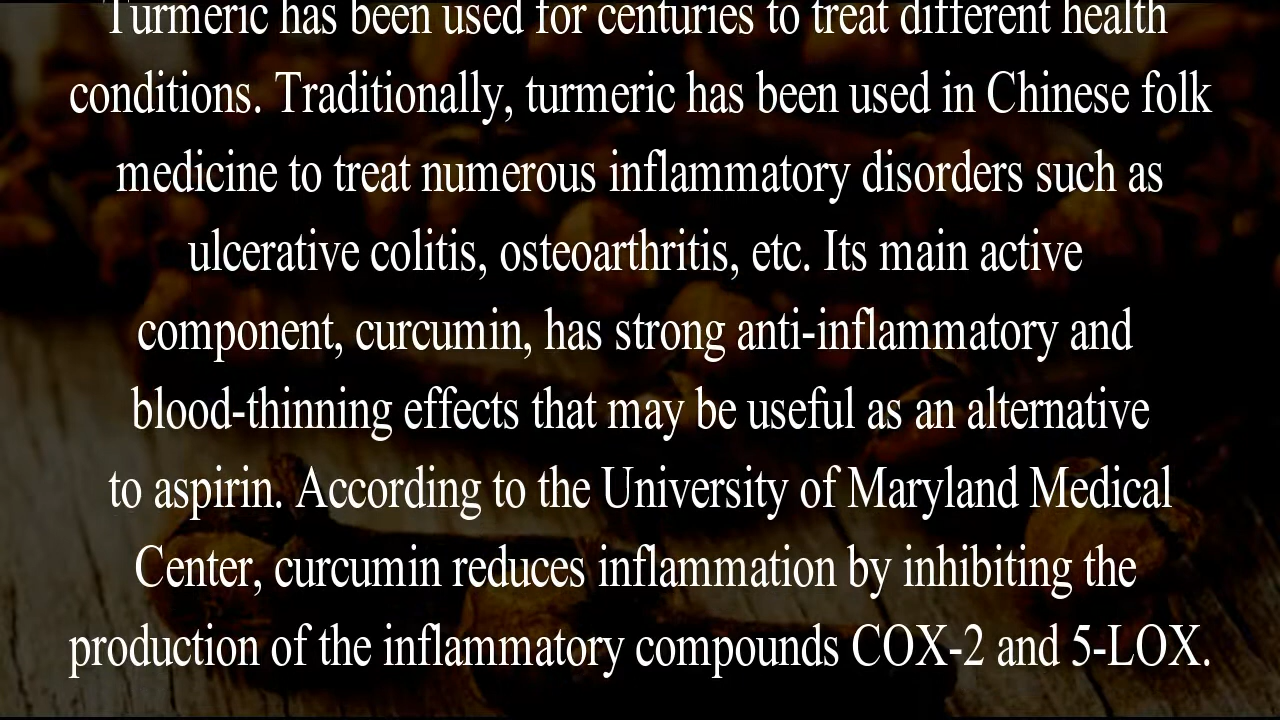 Turmeric has been used for centuries to treat different health
conditions. Traditionally, turmeric has been used in Chinese folk
medicine to treat numerous inflammatory disorders such as
ulcerative colitis, osteoarthritis, etc. Its main active
component, curcumin, has strong anti-inflammatory and
blood-thinning effects that may be useful as an alternative
to aspirin. According to the University of Maryland Medical
Center, curcumin reduces inflammation by inhibiting the
production of the inflammatory compounds COX-2 and 5-LOX.